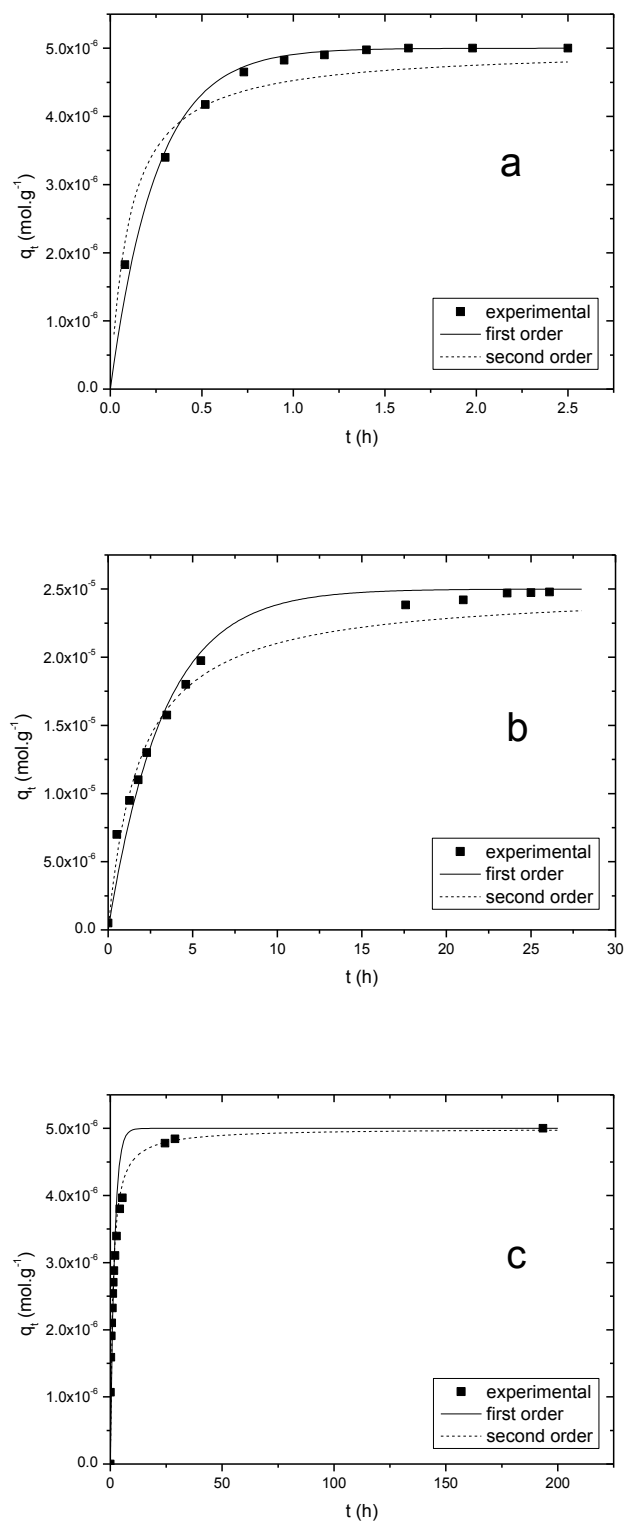 5.0x10⁻⁶
4.0x10⁻⁶
3.0x10⁻⁶
2.0x10⁻⁶
1.0x10⁻⁶
0.0
qₜ (mol.g⁻¹)
a
experimental
first order
second order
0.0 0.5 1.0 1.5 2.0 2.5
t (h)
2.5x10⁻⁵
2.0x10⁻⁵
1.5x10⁻⁵
1.0x10⁻⁵
5.0x10⁻⁶
0.0
qₜ (mol.g⁻¹)
b
experimental
first order
second order
0 5 10 15 20 25 30
t (h)
5.0x10⁻⁶
4.0x10⁻⁶
3.0x10⁻⁶
2.0x10⁻⁶
1.0x10⁻⁶
0.0
qₜ (mol.g⁻¹)
c
experimental
first order
second order
0 50 100 150 200
t (h)